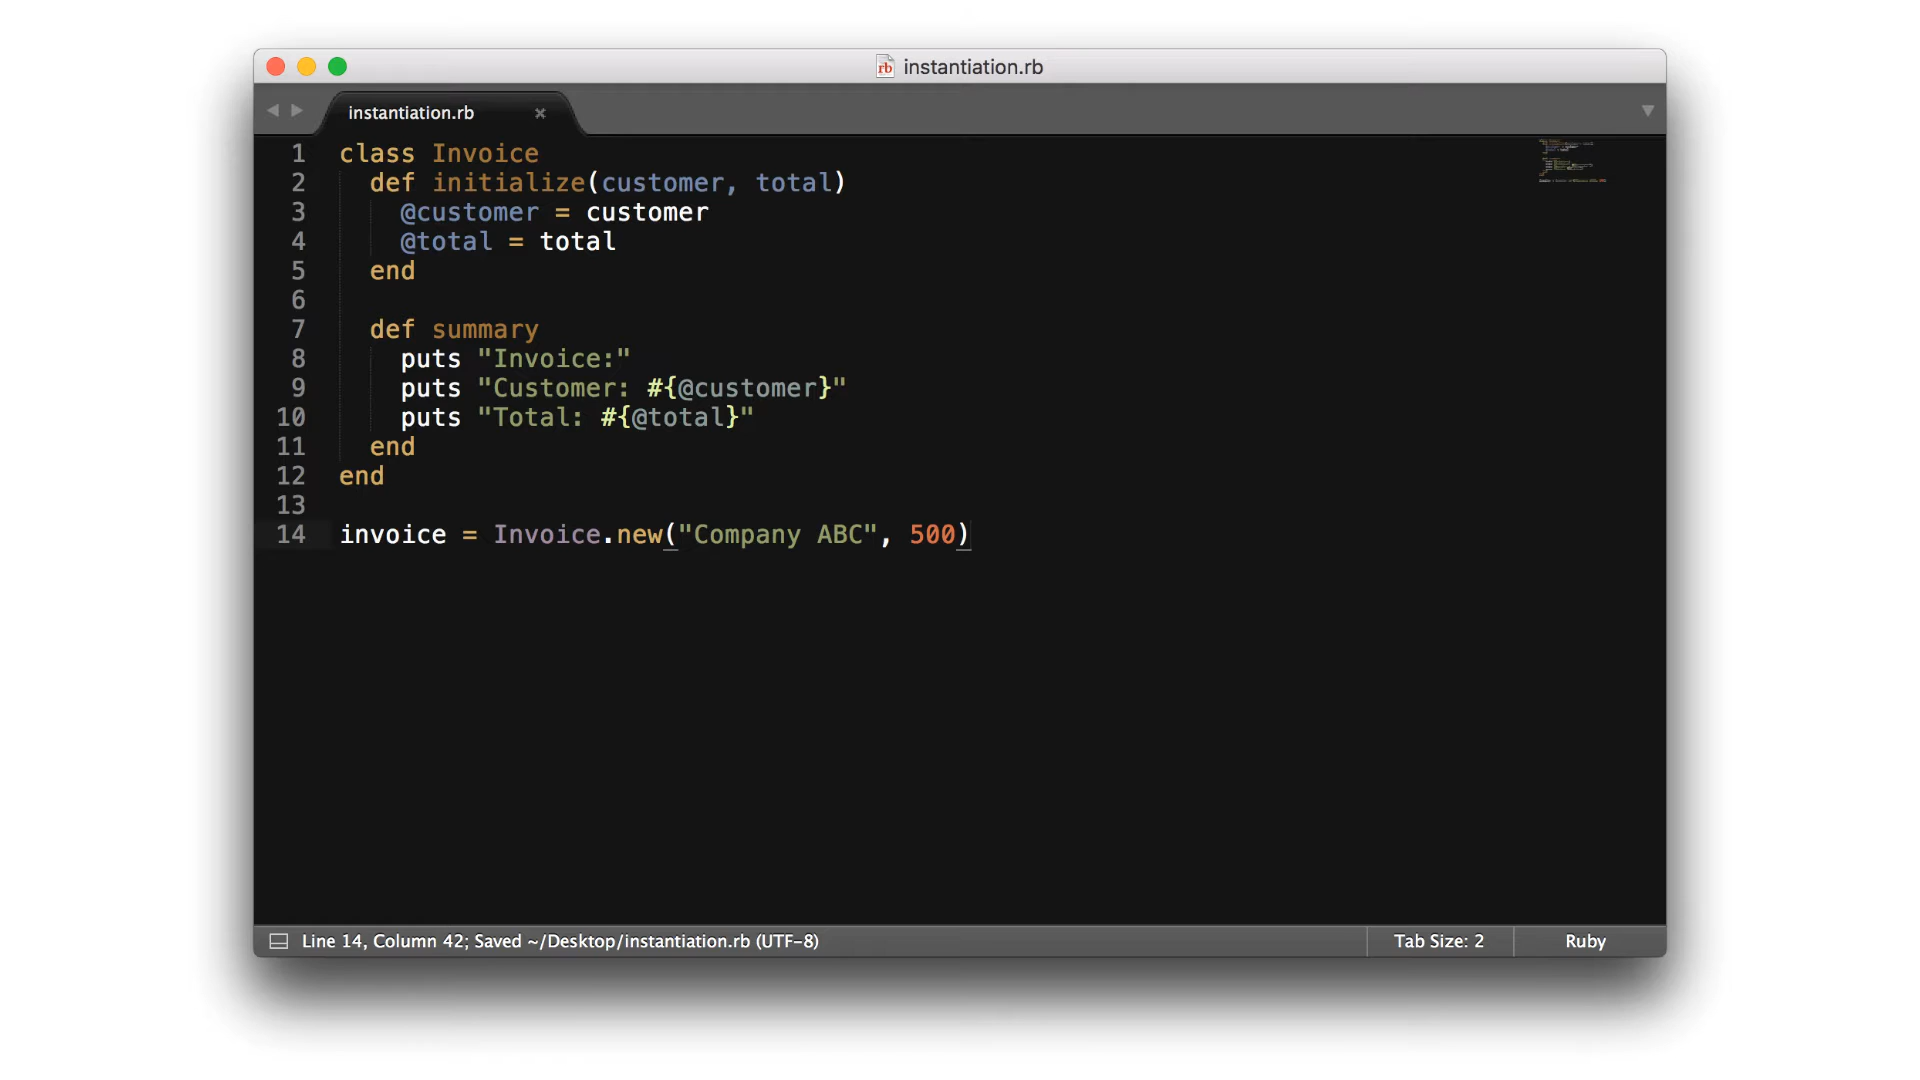 rb instantiation.rb
instantiation.rb
1 class Invoice
2   def initialize(customer, total)
3     @customer = customer
4     @total = total
5   end
6
7   def summary
8     puts "Invoice:"
9     puts "Customer: #{@customer}"
10     puts "Total: #{@total}"
11   end
12 end
13
14 invoice = Invoice.new("Company ABC", 500)
Line 14, Column 42; Saved ~/Desktop/instantiation.rb (UTF-8) Tab Size: 2 Ruby